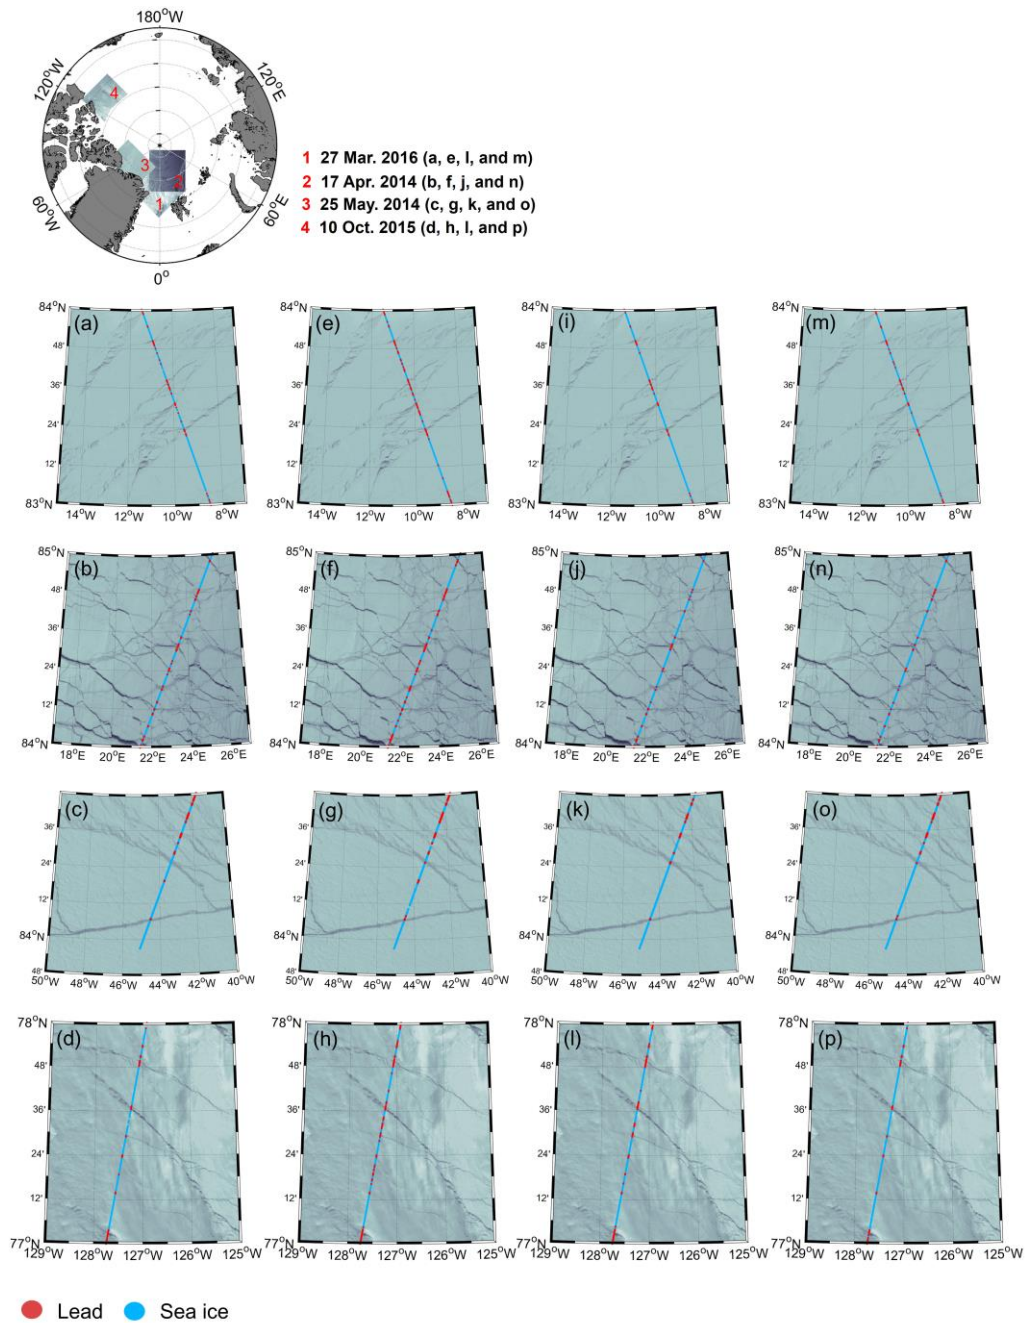 180°W
120°W
120°E
4
3
2
1
60°W
60°E
0°
1 27 Mar. 2016 (a, e, l, and m)
2 17 Apr. 2014 (b, f, j, and n)
3 25 May. 2014 (c, g, k, and o)
4 10 Oct. 2015 (d, h, l, and p)
84°N 84°N 84°N 84°N
(a) (e) (i) (m)
48' 48' 48' 48'
36' 36' 36' 36'
24' 24' 24' 24'
12' 12' 12' 12'
83°N 83°N 83°N 83°N
14°W 12°W 10°W 8°W 14°W 12°W 10°W 8°W 14°W 12°W 10°W 8°W 14°W 12°W 10°W 8°W
85°N 85°N 85°N 85°N
(b) (f) (j) (n)
48' 48' 48' 48'
36' 36' 36' 36'
24' 24' 24' 24'
12' 12' 12' 12'
84°N 84°N 84°N 84°N
18°E 20°E 22°E 24°E 26°E 18°E 20°E 22°E 24°E 26°E 18°E 20°E 22°E 24°E 26°E 18°E 20°E 22°E 24°E 26°E
(c) (g) (k) (o)
36' 36' 36' 36'
24' 24' 24' 24'
12' 12' 12' 12'
84°N 84°N 84°N 84°N
48' 48' 48' 48'
50°W 48°W 46°W 44°W 42°W 40°W 50°W 48°W 46°W 44°W 42°W 40°W 50°W 48°W 46°W 44°W 42°W 40°W 50°W 48°W 46°W 44°W 42°W 40°W
78°N 78°N 78°N 78°N
(d) (h) (l) (p)
48' 48' 48' 48'
36' 36' 36' 36'
24' 24' 24' 24'
12' 12' 12' 12'
77°N 77°N 77°N 77°N
129°W 128°W 127°W 126°W 125°W 129°W 128°W 127°W 126°W 125°W 129°W 128°W 127°W 126°W 125°W 129°W 128°W 127°W 126°W 125°W
Lead Sea ice